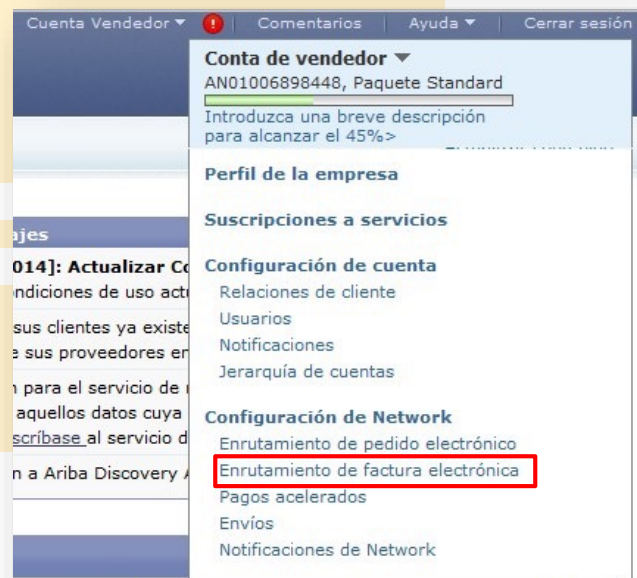 Cuenta Vendedor
Comentarios
Ayuda
Cerrar sesión
Conta de vendedor
AN01006898448, Paquete Standard
Introduzca una breve descripción
para alcanzar el 45%>
Perfil de la empresa
Suscripciones a servicios
Configuración de cuenta
Relaciones de cliente
Usuarios
Notificaciones
Jerarquía de cuentas
Configuración de Network
Enrutamiento de pedido electrónico
Enrutamiento de factura electrónica
Pagos acelerados
Envíos
Notificaciones de Network
ajes
014]: Actualizar Co
ndiciones de uso actu
sus clientes ya existe
e sus proveedores en
n para el servicio de
aquellos datos cuya
scríbase al servicio d
n a Ariba Discovery